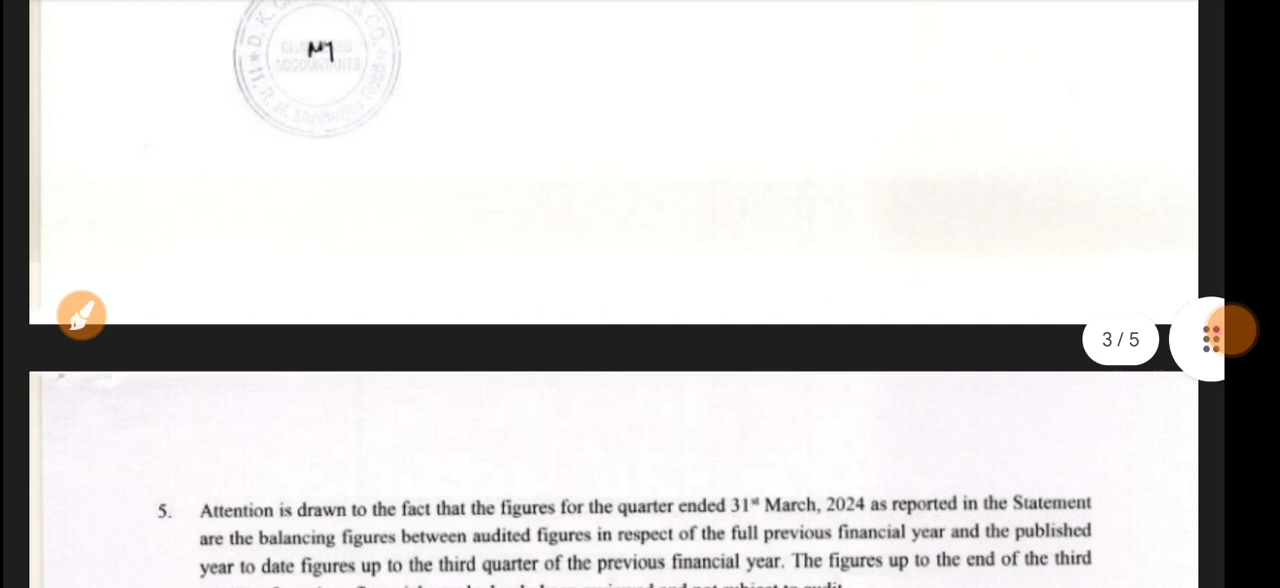 ACCOUNTANTS
3 / 5
5. Attention is drawn to the fact that the figures for the quarter ended 31st March, 2024 as reported in the Statement
are the balancing figures between audited figures in respect of the full previous financial year and the published
year to date figures up to the third quarter of the previous financial year. The figures up to the end of the third